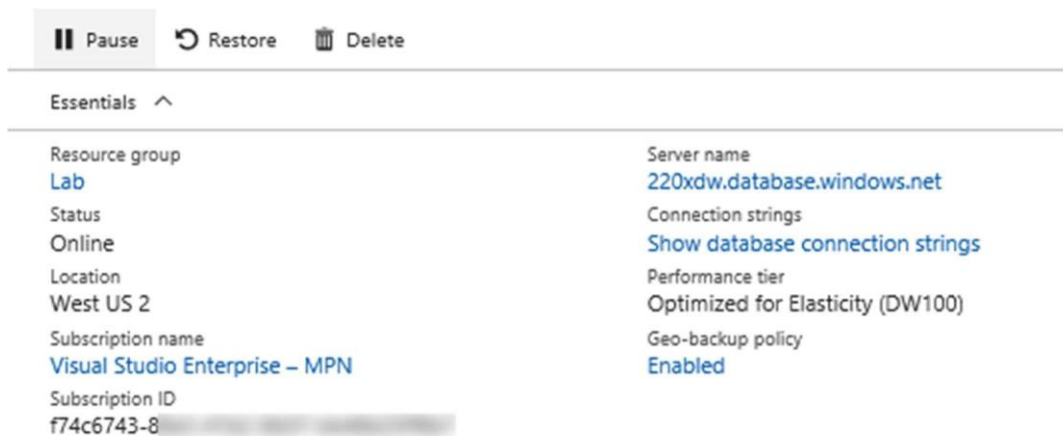 Pause Restore Delete
Essentials
Resource group
Lab
Status
Online
Location
West US 2
Subscription name
Visual Studio Enterprise – MPN
Subscription ID
f74c6743-8
Server name
220xdw.database.windows.net
Connection strings
Show database connection strings
Performance tier
Optimized for Elasticity (DW100)
Geo-backup policy
Enabled